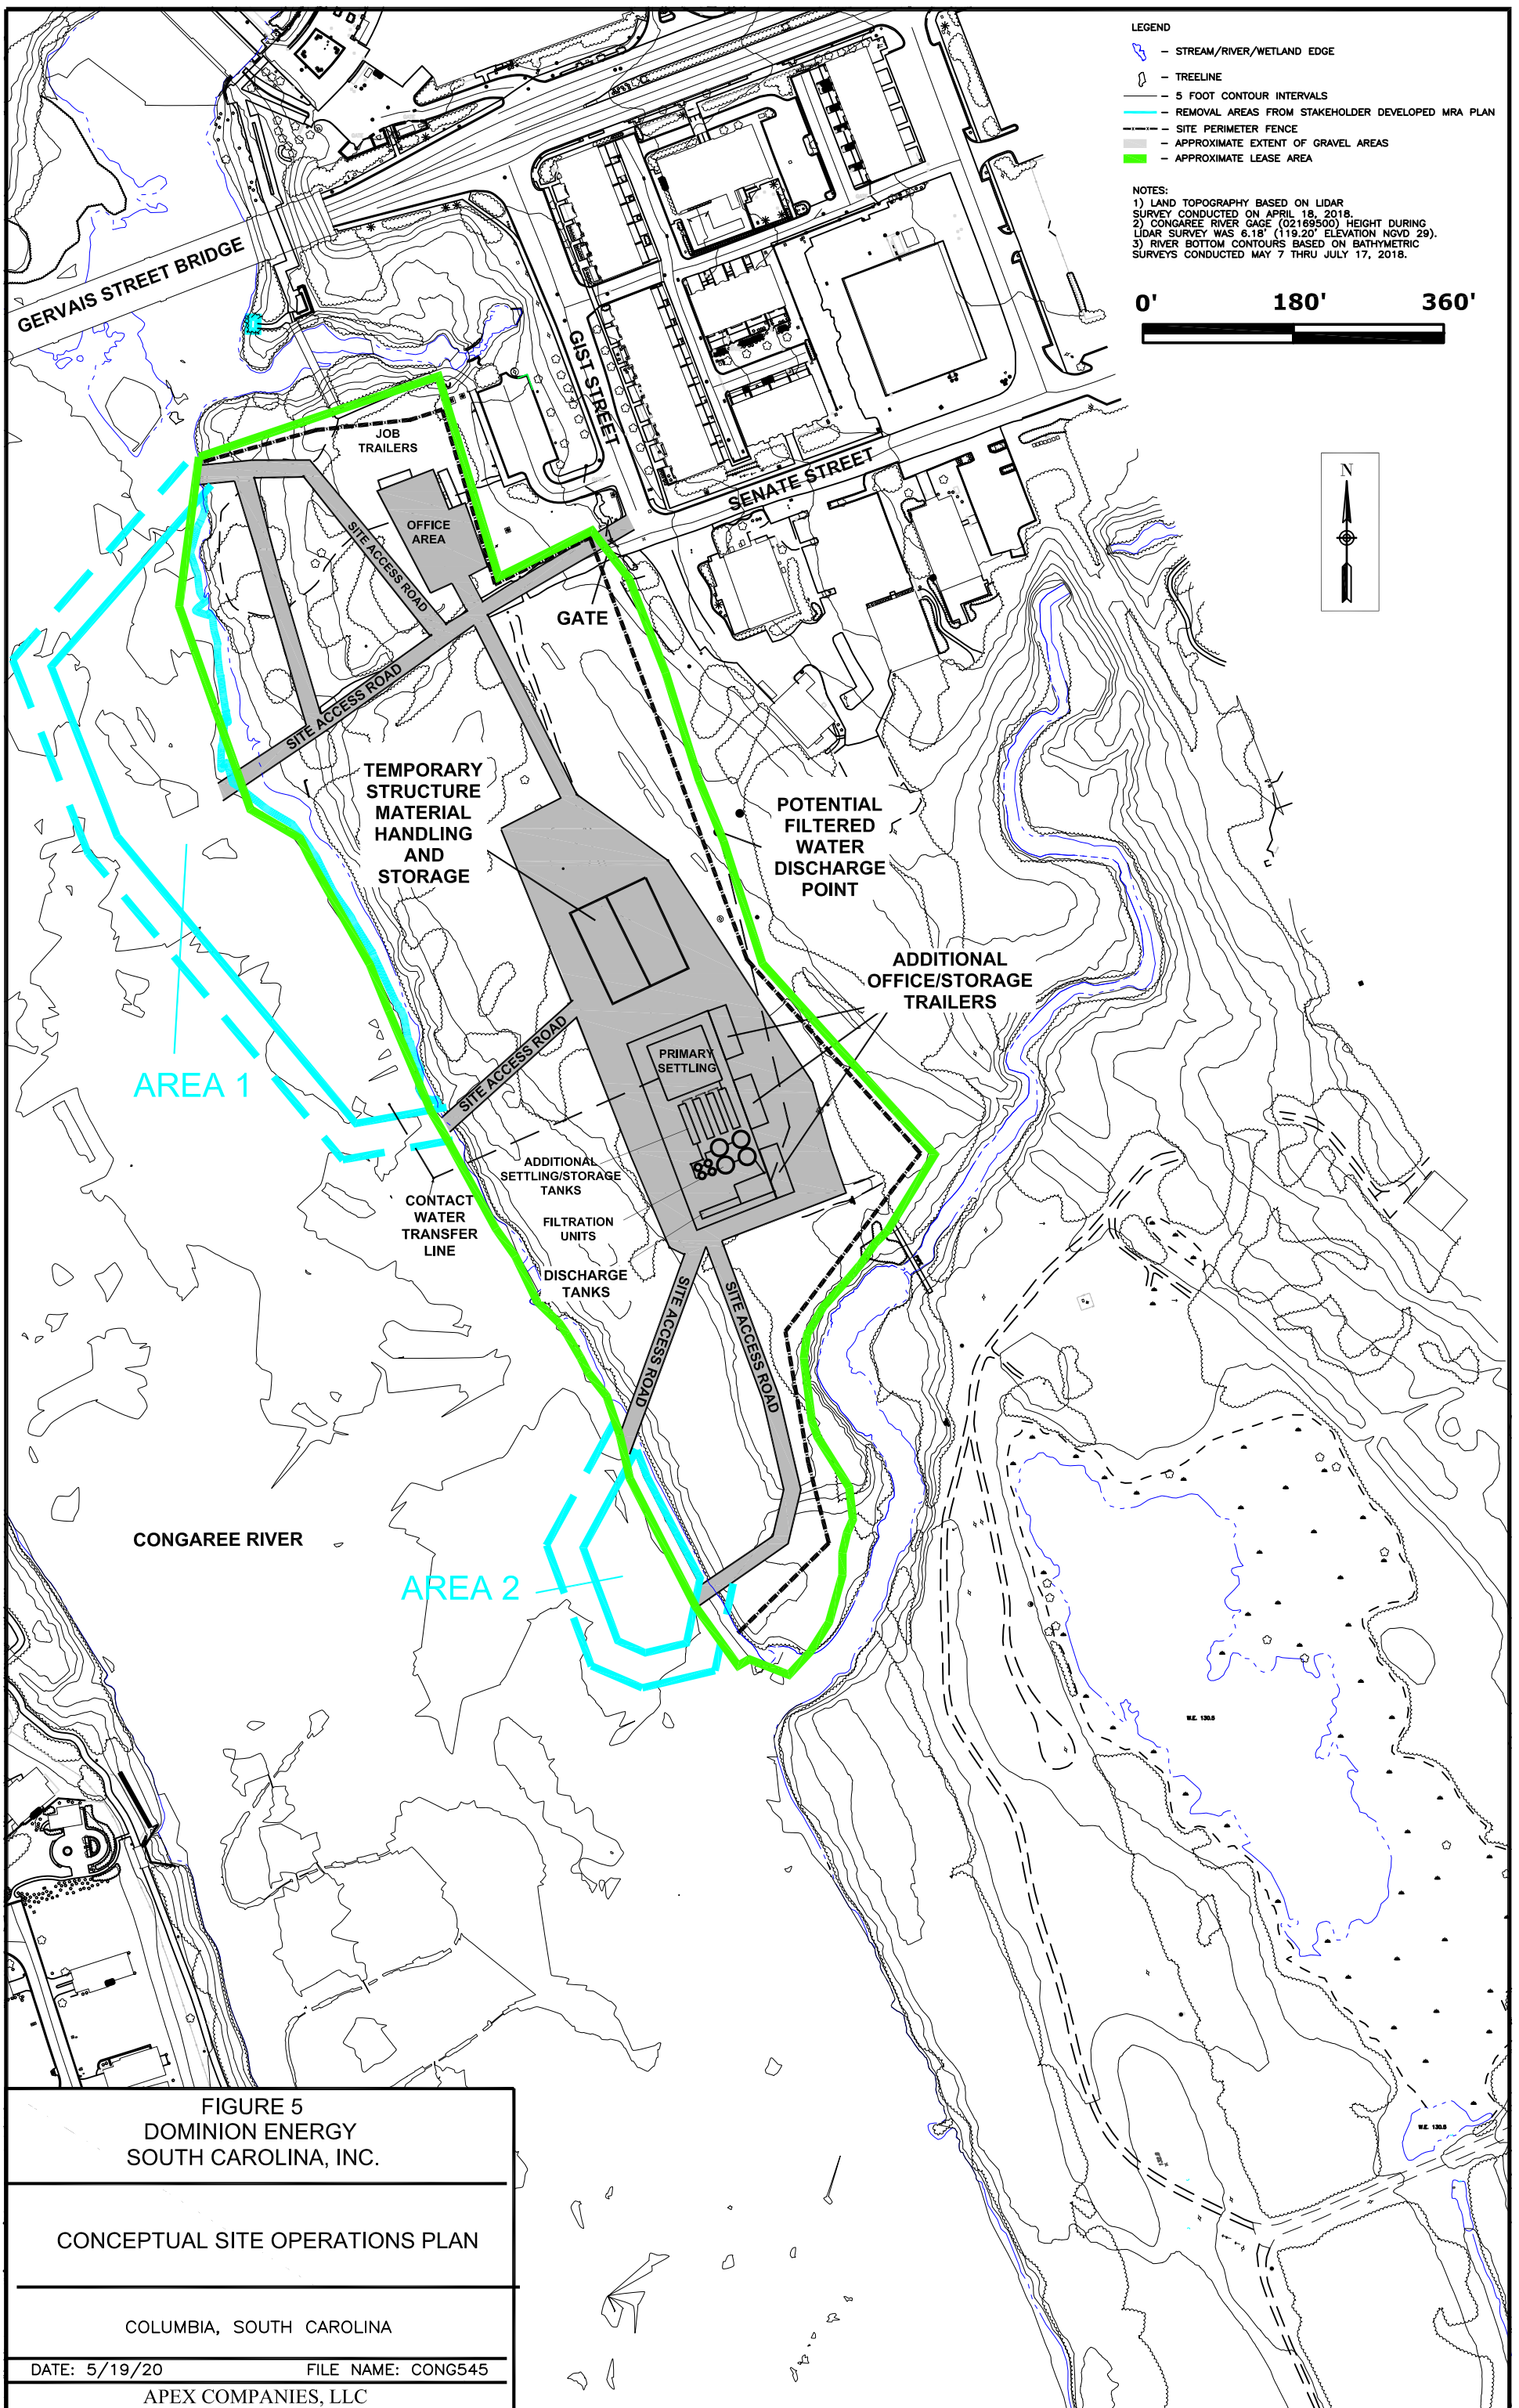 LEGEND
– STREAM/RIVER/WETLAND EDGE
– TREELINE
– 5 FOOT CONTOUR INTERVALS
– REMOVAL AREAS FROM STAKEHOLDER DEVELOPED MRA PLAN
– SITE PERIMETER FENCE
– APPROXIMATE EXTENT OF GRAVEL AREAS
– APPROXIMATE LEASE AREA
NOTES:
1) LAND TOPOGRAPHY BASED ON LIDAR
SURVEY CONDUCTED ON APRIL 18, 2018.
2) CONGAREE RIVER GAGE (02169500) HEIGHT DURING
LIDAR SURVEY WAS 6.18' (119.20' ELEVATION NGVD 29).
3) RIVER BOTTOM CONTOURS BASED ON BATHYMETRIC
SURVEYS CONDUCTED MAY 7 THRU JULY 17, 2018.
0' 180' 360'
N
GERVAIS STREET BRIDGE
GIST STREET
SENATE STREET
JOB
TRAILERS
OFFICE
AREA
SITE ACCESS ROAD
GATE
SITE ACCESS ROAD
TEMPORARY
STRUCTURE
MATERIAL
HANDLING
AND
STORAGE
POTENTIAL
FILTERED
WATER
DISCHARGE
POINT
ADDITIONAL
OFFICE/STORAGE
TRAILERS
SITE ACCESS ROAD
PRIMARY
SETTLING
AREA 1
ADDITIONAL
SETTLING/STORAGE
TANKS
CONTACT
WATER
TRANSFER
LINE
FILTRATION
UNITS
DISCHARGE
TANKS
SITE ACCESS ROAD
SITE ACCESS ROAD
CONGAREE RIVER
AREA 2
W.E. 130.5
W.E. 130.5
FIGURE 5
DOMINION ENERGY
SOUTH CAROLINA, INC.
CONCEPTUAL SITE OPERATIONS PLAN
COLUMBIA, SOUTH CAROLINA
DATE: 5/19/20 FILE NAME: CONG545
APEX COMPANIES, LLC